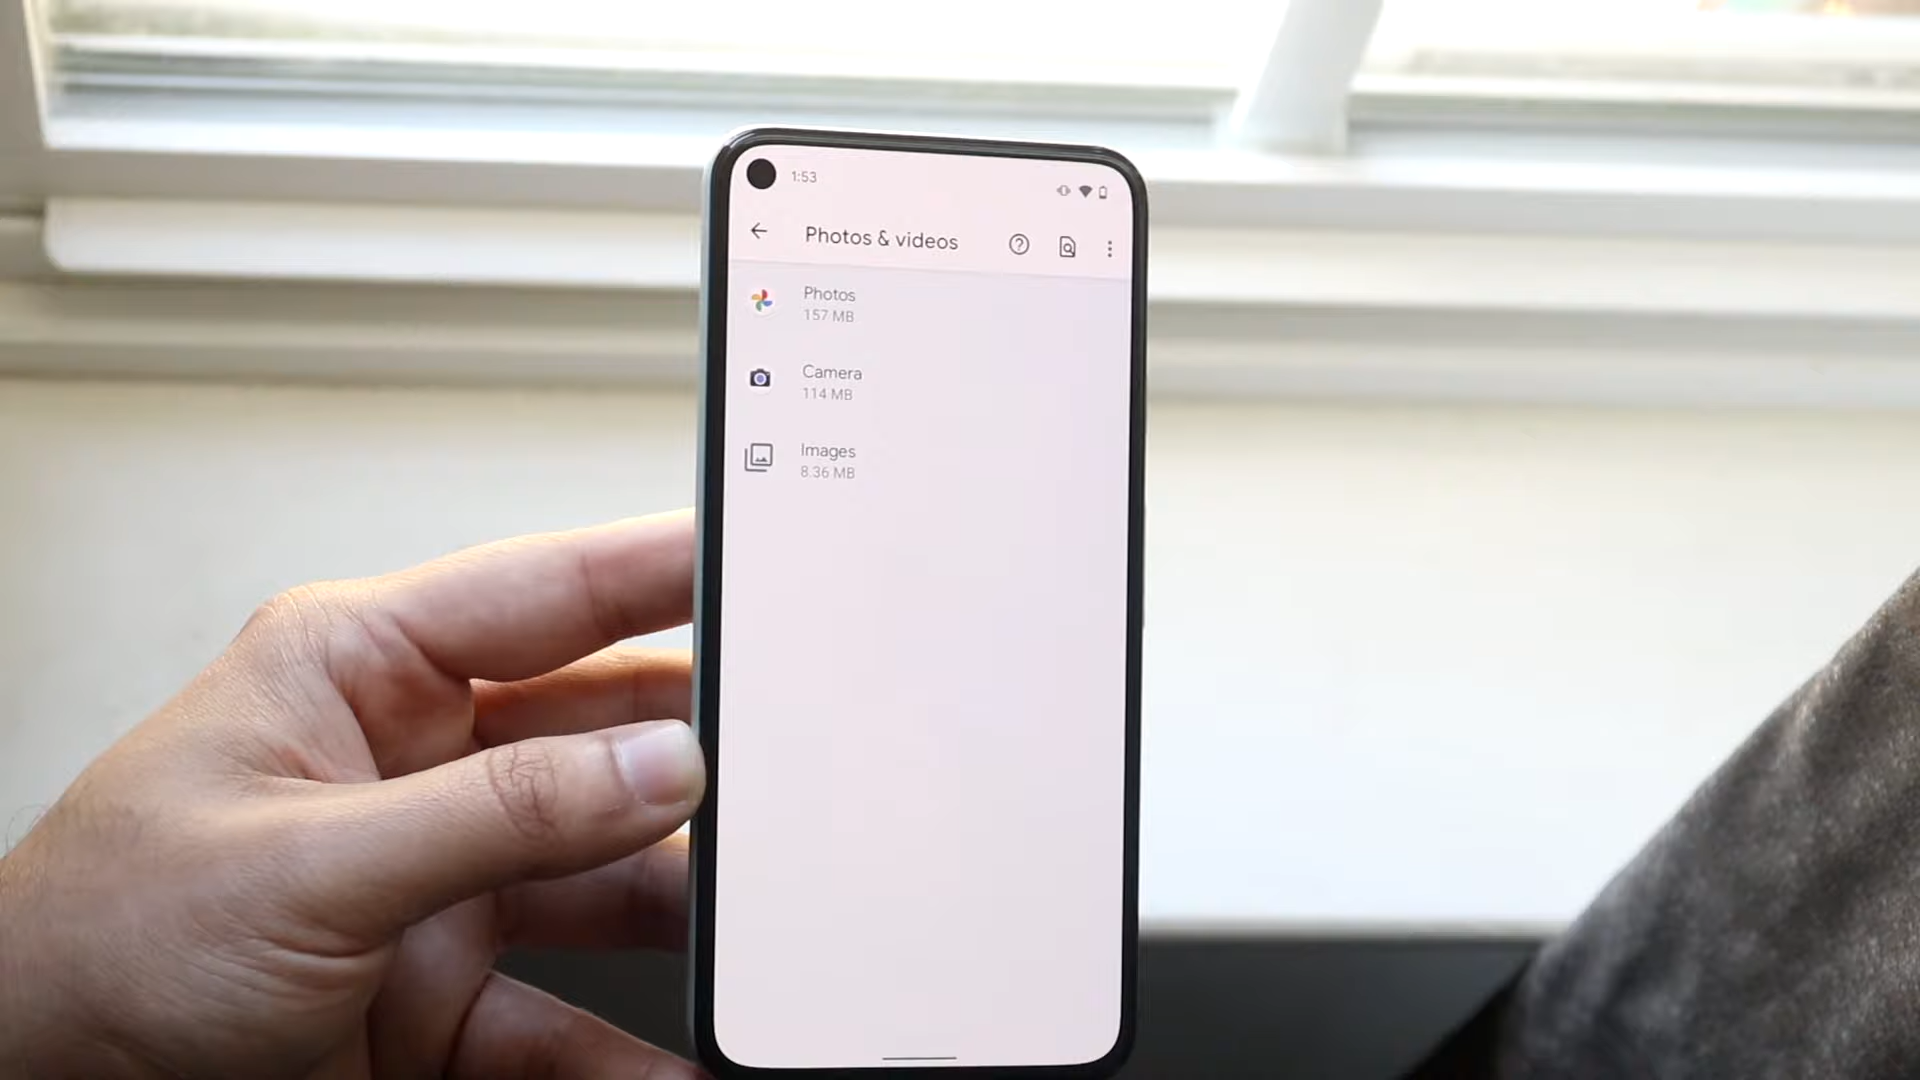 1:53
Photos & videos
Photos
157 MB
Camera
114 MB
Images
8.36 MB